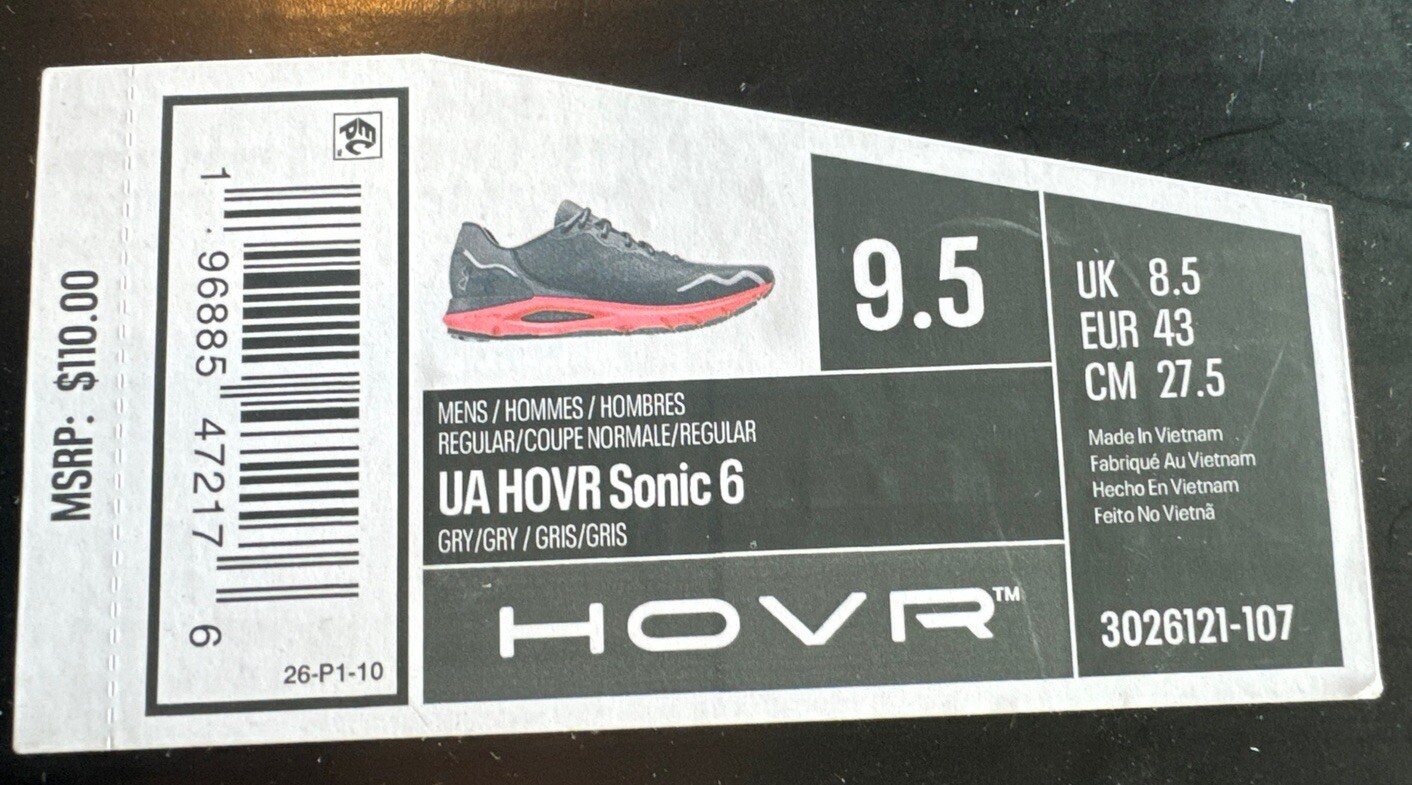 MSRP: $110.00
EPC
1 96885 47217 6
26-P1-10
9.5
MENS / HOMMES / HOMBRES
REGULAR/COUPE NORMALE/REGULAR
UA HOVR Sonic 6
GRY/GRY / GRIS/GRIS
HOVR™
UK 8.5
EUR 43
CM 27.5
Made In Vietnam
Fabriqué Au Vietnam
Hecho En Vietnam
Feito No Vietnã
3026121-107